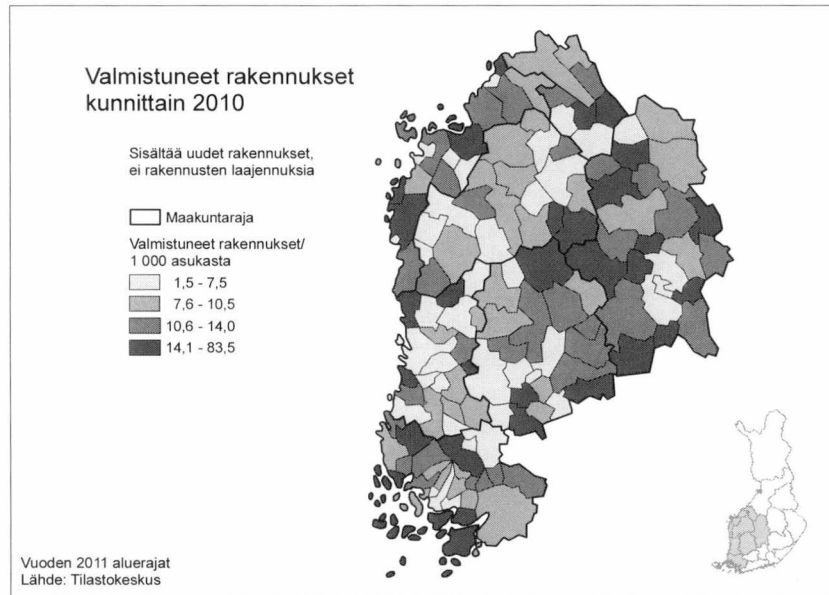 Valmistuneet rakennukset
kunnittain 2010
Sisältää uudet rakennukset,
ei rakennusten laajennuksia
Maakuntaraja
Valmistuneet rakennukset/
1 000 asukasta
1,5 - 7,5
7,6 - 10,5
10,6 - 14,0
14,1 - 83,5
Vuoden 2011 aluerajat
Lähde: Tilastokeskus